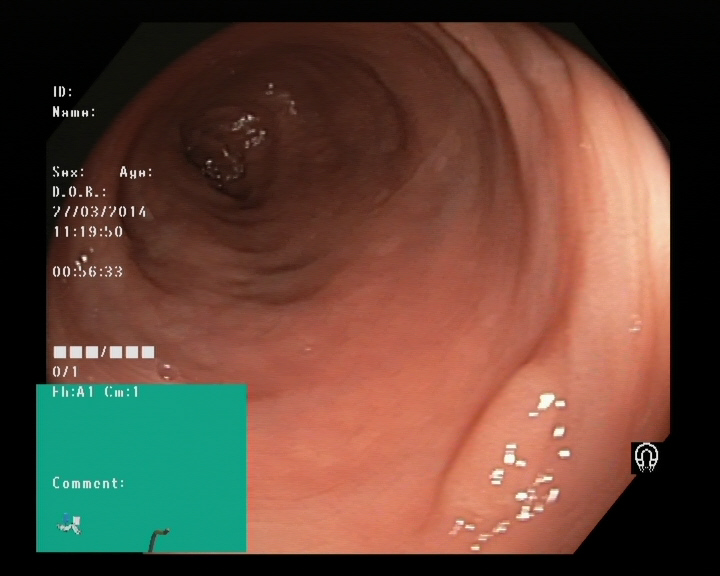 ID:
Name:
Sex: Age:
D.O.B.:
27/03/2014
11:19:50
00:56:33
■■■/■■■
0/1
Eh:A1 Cm:1
Comment: